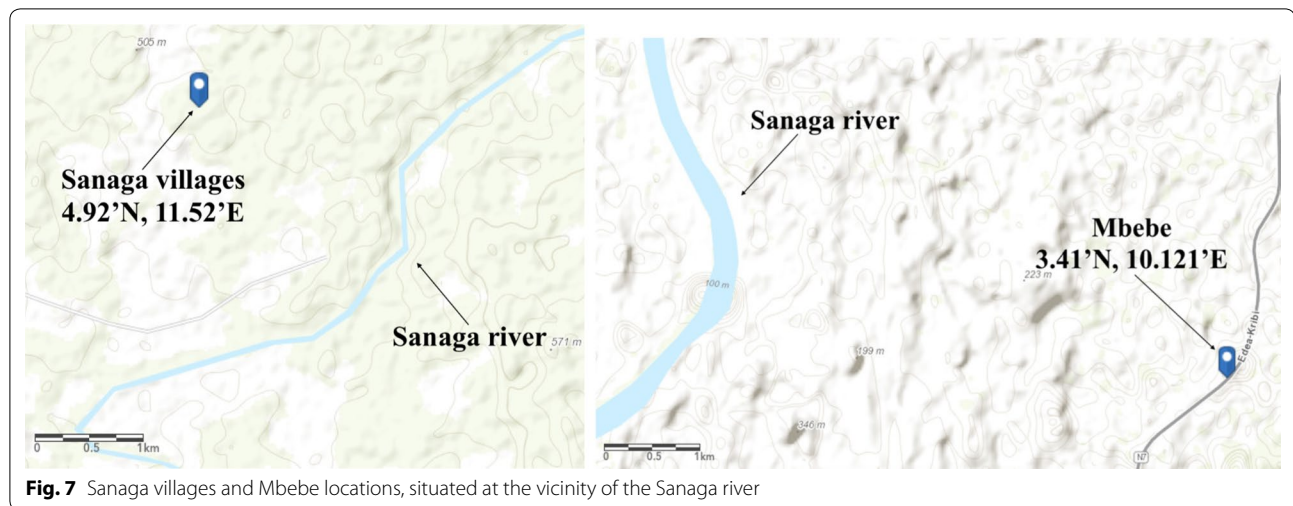 505 m
Sanaga villages
4.92’N, 11.52’E
Sanaga river
571 m
0 0.5 1km
Sanaga river
100 m
Mbebe
3.41’N, 10.121’E
223 m
199 m
346 m
Edea-Kribi
N7
0 0.5 1km
Fig. 7 Sanaga villages and Mbebe locations, situated at the vicinity of the Sanaga river